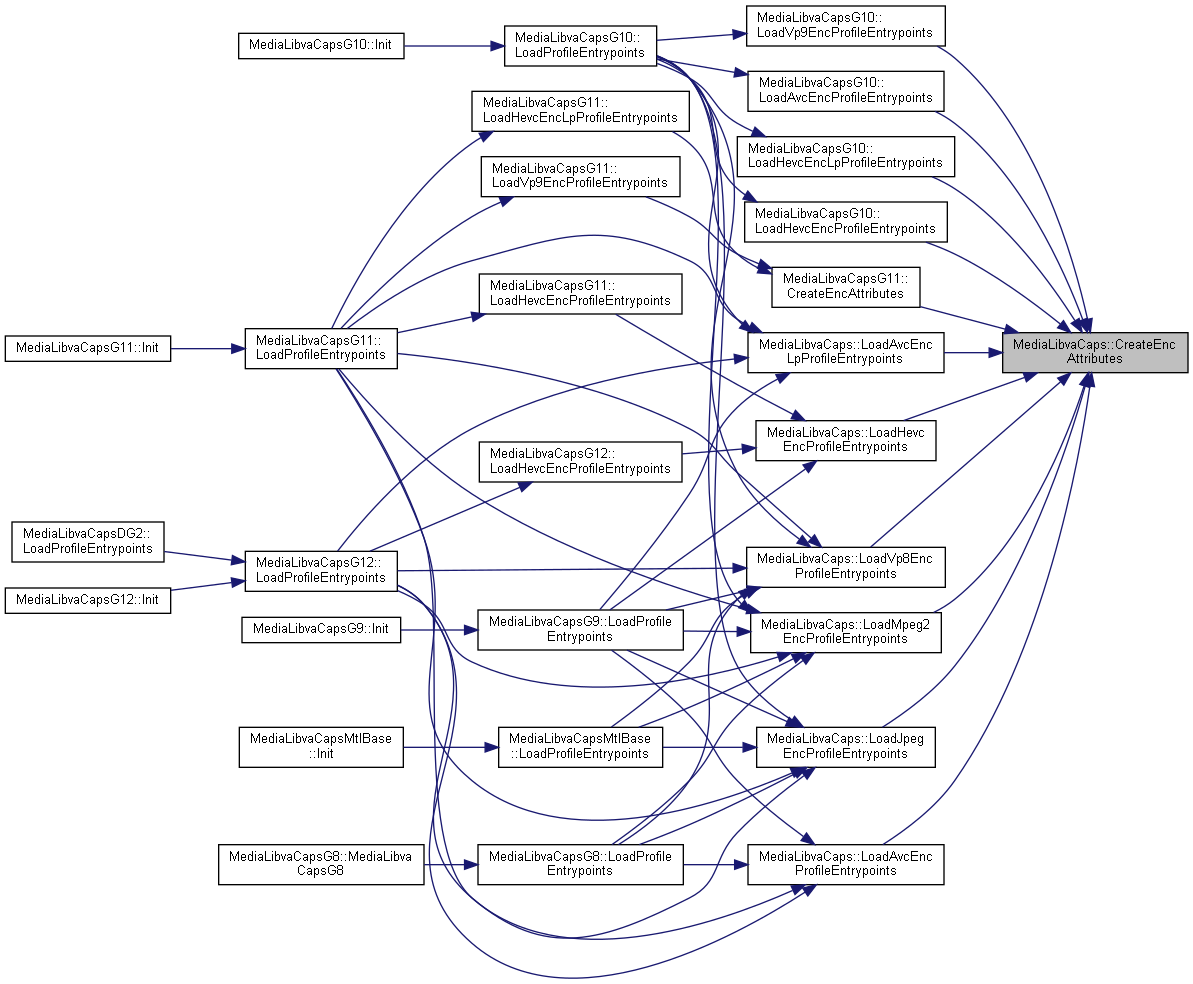 MediaLibvaCapsG10::
LoadVp9EncProfileEntrypoints
MediaLibvaCapsG10::Init
MediaLibvaCapsG10::
LoadProfileEntrypoints
MediaLibvaCapsG10::
LoadAvcEncProfileEntrypoints
MediaLibvaCapsG11::
LoadHevcEncLpProfileEntrypoints
MediaLibvaCapsG10::
LoadHevcEncLpProfileEntrypoints
MediaLibvaCapsG11::
LoadVp9EncProfileEntrypoints
MediaLibvaCapsG10::
LoadHevcEncProfileEntrypoints
MediaLibvaCapsG11::
CreateEncAttributes
MediaLibvaCapsG11::
LoadHevcEncProfileEntrypoints
MediaLibvaCapsG11::Init
MediaLibvaCapsG11::
LoadProfileEntrypoints
MediaLibvaCaps::LoadAvcEnc
LpProfileEntrypoints
MediaLibvaCaps::CreateEnc
Attributes
MediaLibvaCaps::LoadHevc
EncProfileEntrypoints
MediaLibvaCapsG12::
LoadHevcEncProfileEntrypoints
MediaLibvaCapsDG2::
LoadProfileEntrypoints
MediaLibvaCapsG12::
LoadProfileEntrypoints
MediaLibvaCaps::LoadVp8Enc
ProfileEntrypoints
MediaLibvaCapsG12::Init
MediaLibvaCapsG9::Init
MediaLibvaCapsG9::LoadProfile
Entrypoints
MediaLibvaCaps::LoadMpeg2
EncProfileEntrypoints
MediaLibvaCapsMtlBase
::Init
MediaLibvaCapsMtlBase
::LoadProfileEntrypoints
MediaLibvaCaps::LoadJpeg
EncProfileEntrypoints
MediaLibvaCapsG8::MediaLibva
CapsG8
MediaLibvaCapsG8::LoadProfile
Entrypoints
MediaLibvaCaps::LoadAvcEnc
ProfileEntrypoints